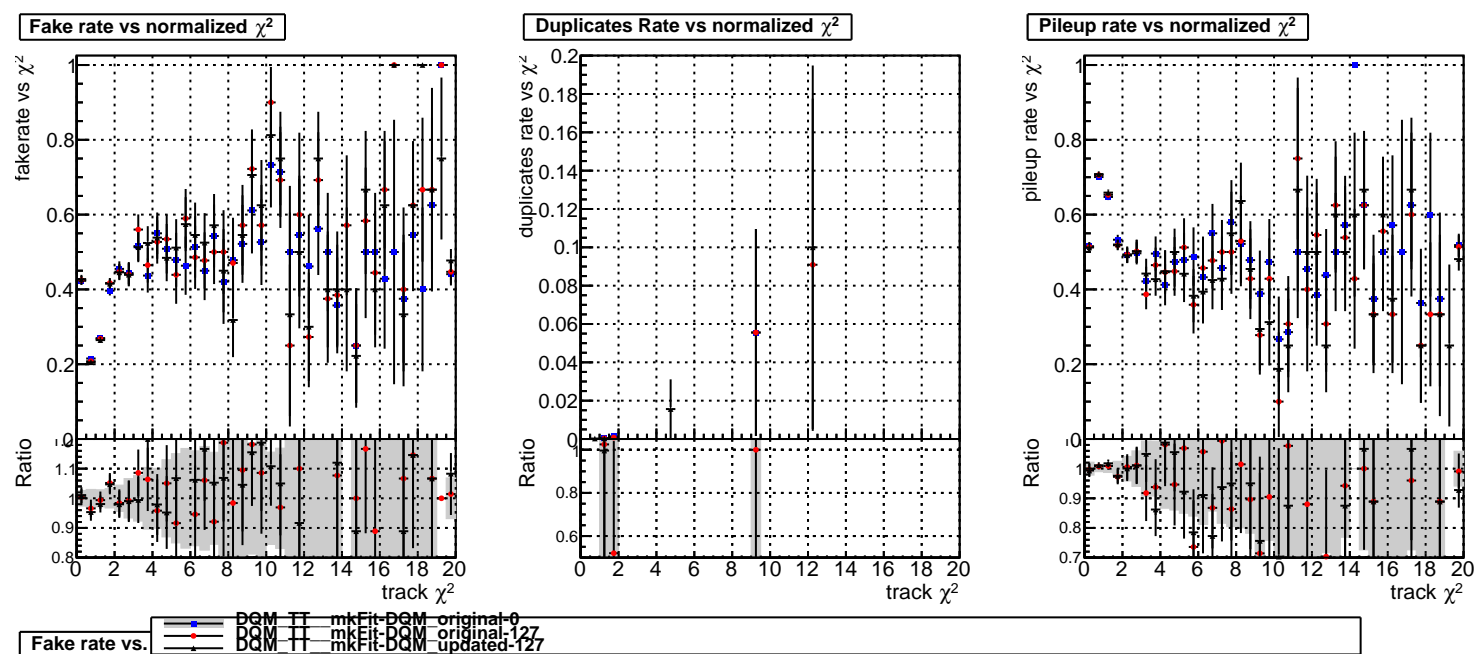 Fake rate vs normalized χ²
Duplicates Rate vs normalized χ²
Pileup rate vs normalized χ²
fakerate vs χ²
1
0.8
0.6
0.4
0.2
0
Ratio
1.1
1
0.9
0.8
0 2 4 6 8 10 12 14 16 18 20
track χ²
duplicates rate vs χ²
0.2
0.18
0.16
0.14
0.12
0.1
0.08
0.06
0.04
0.02
0
Ratio
1
0.8
0.6
0 2 4 6 8 10 12 14 16 18 20
track χ²
pileup rate vs χ²
1
0.8
0.6
0.4
0.2
0
Ratio
1.1
1
0.9
0.8
0.7
0 2 4 6 8 10 12 14 16 18 20
track χ²
DQM_TT__mkFit-DQM_original-0
DQM_TT__mkFit-DQM_original-127
DQM_TT__mkFit-DQM_updated-127
Fake rate vs.